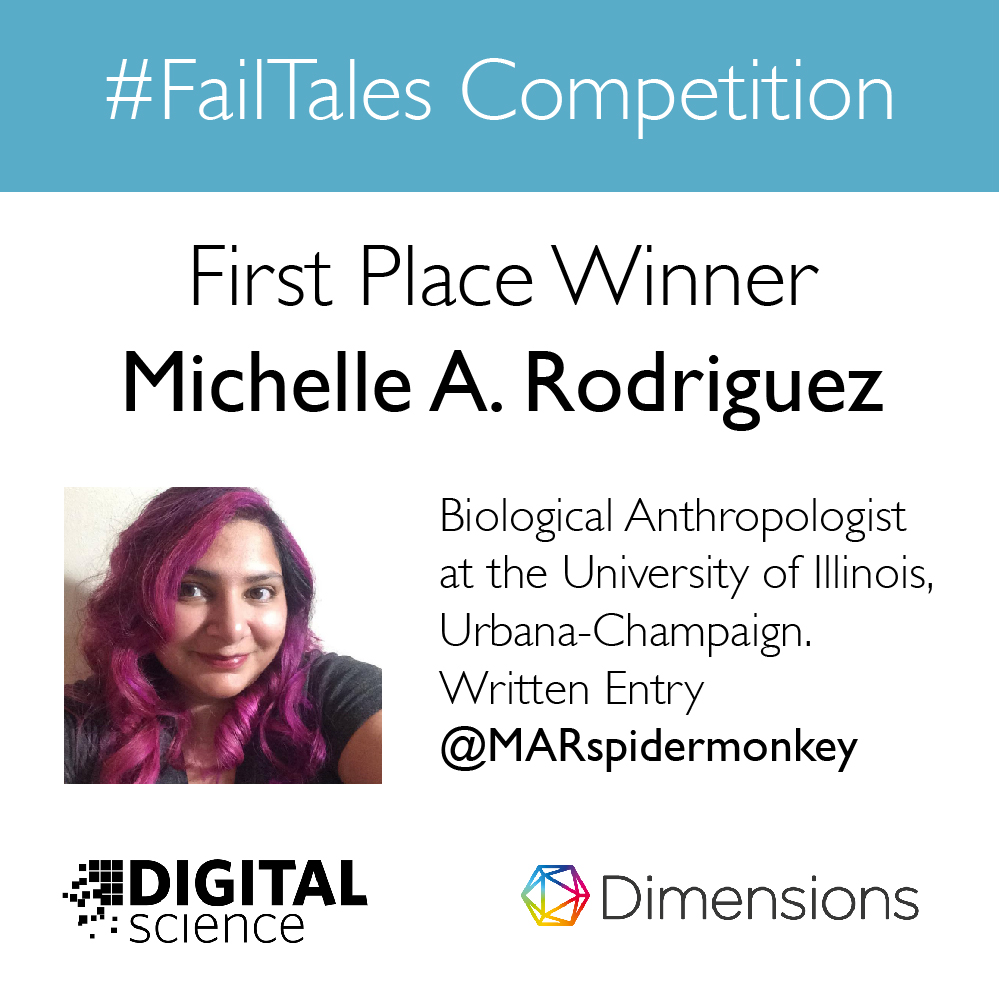 #FailTales Competition
First Place Winner
Michelle A. Rodriguez
Biological Anthropologist
at the University of Illinois,
Urbana-Champaign.
Written Entry
@MARspidermonkey
DIGITAL
science
Dimensions